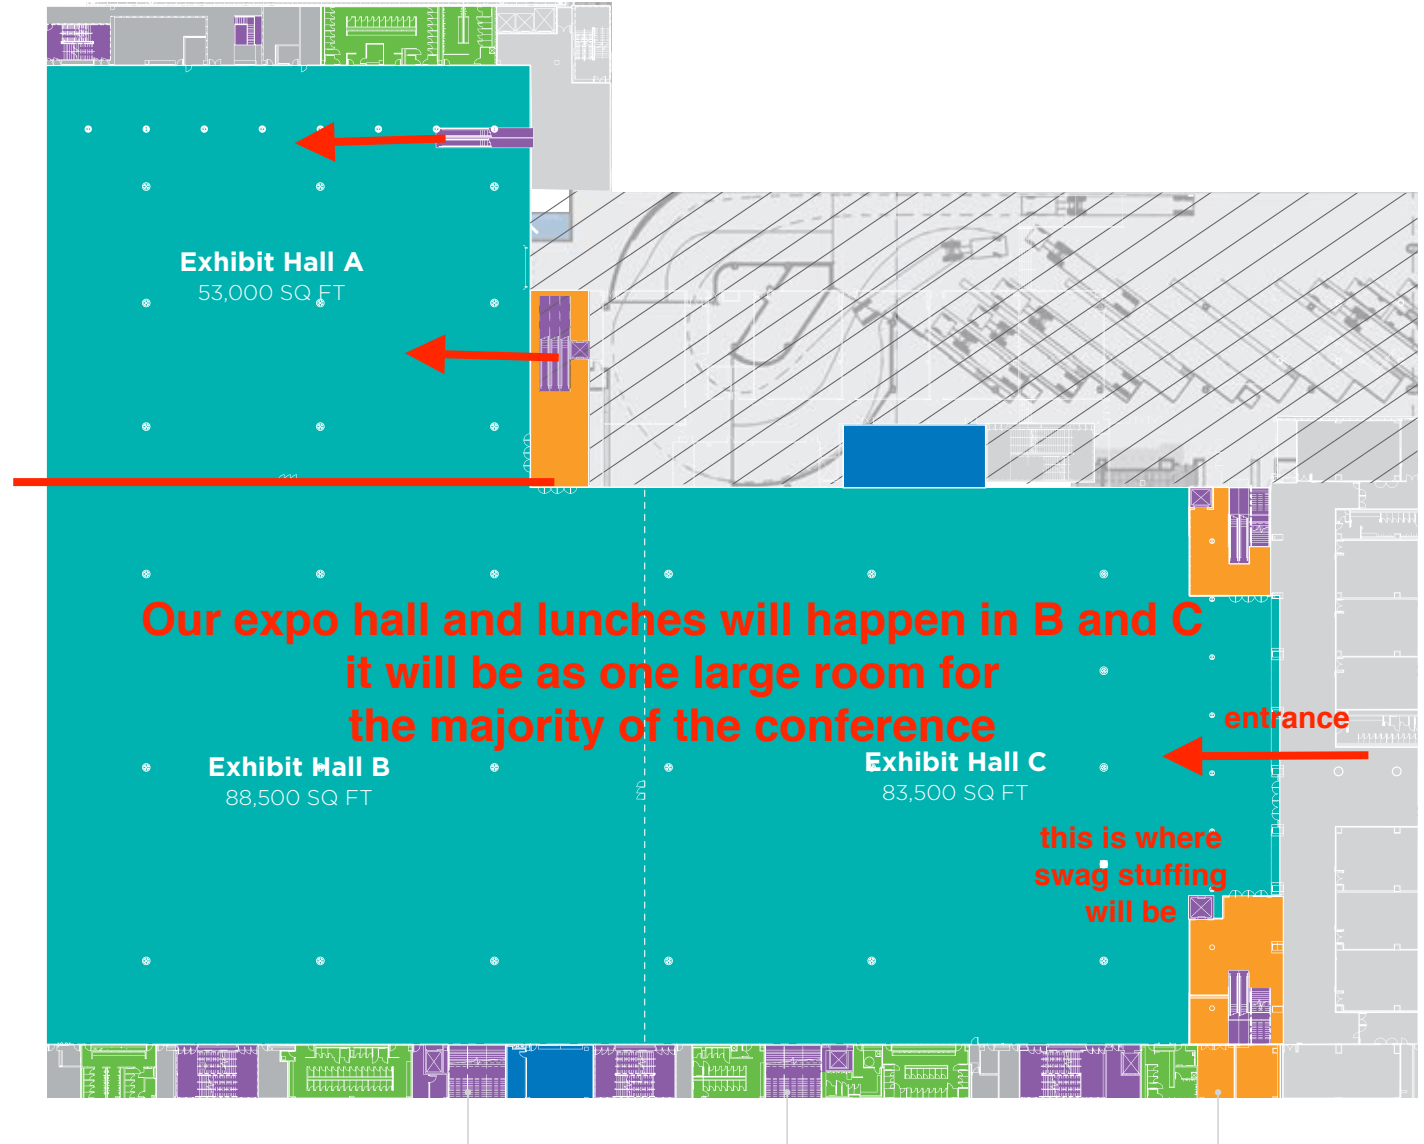 Exhibit Hall A
53,000 SQ FT
Our expo hall and lunches will happen in B and C
it will be as one large room for
the majority of the conference
entrance
Exhibit Hall B
88,500 SQ FT
Exhibit Hall C
83,500 SQ FT
this is where
swag stuffing
will be